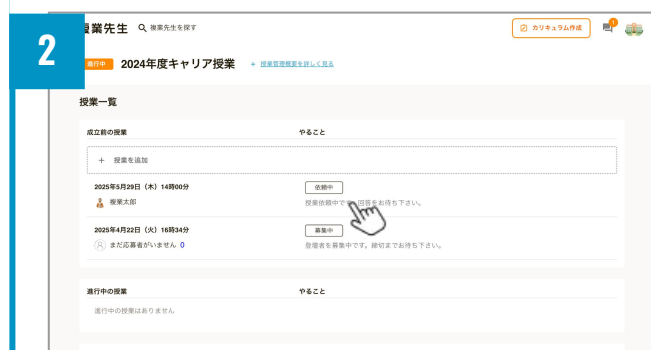 2
複業先生 複業先生を探す カリキュラム作成 1
進行中 2024年度キャリア授業 + 授業管理概要を詳しく見る
授業一覧
成立前の授業 やること
+ 授業を追加
2025年5月29日（木）14時00分 依頼中
複業太郎 授業依頼中です。回答をお待ち下さい。
2025年4月22日（火）16時34分 募集中
まだ応募者がいません 0 登壇者を募集中です。締切までお待ち下さい。
進行中の授業 やること
進行中の授業はありません